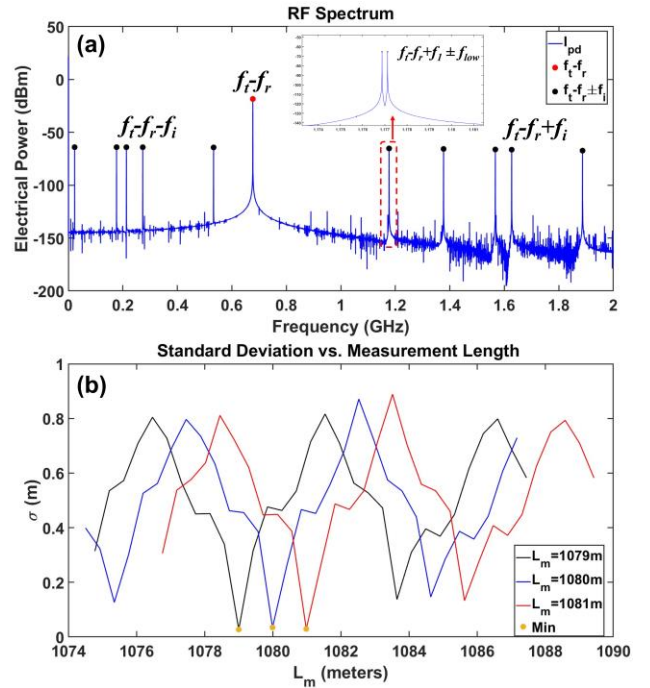 RF Spectrum
(a)
Electrical Power (dBm)
50
0
-50
-100
-150
-200
f_t-f_r-f_i
f_t-f_r
f_t-f_r+f_i
f_t-f_r+f_1 ± f_low
I_pd
f_t-f_r
f_t-f_r±f_i
0 0.2 0.4 0.6 0.8 1 1.2 1.4 1.6 1.8 2
Frequency (GHz)
Standard Deviation vs. Measurement Length
(b)
σ (m)
1
0.8
0.6
0.4
0.2
0
L_m=1079m
L_m=1080m
L_m=1081m
Min
1074 1076 1078 1080 1082 1084 1086 1088 1090
L_m (meters)